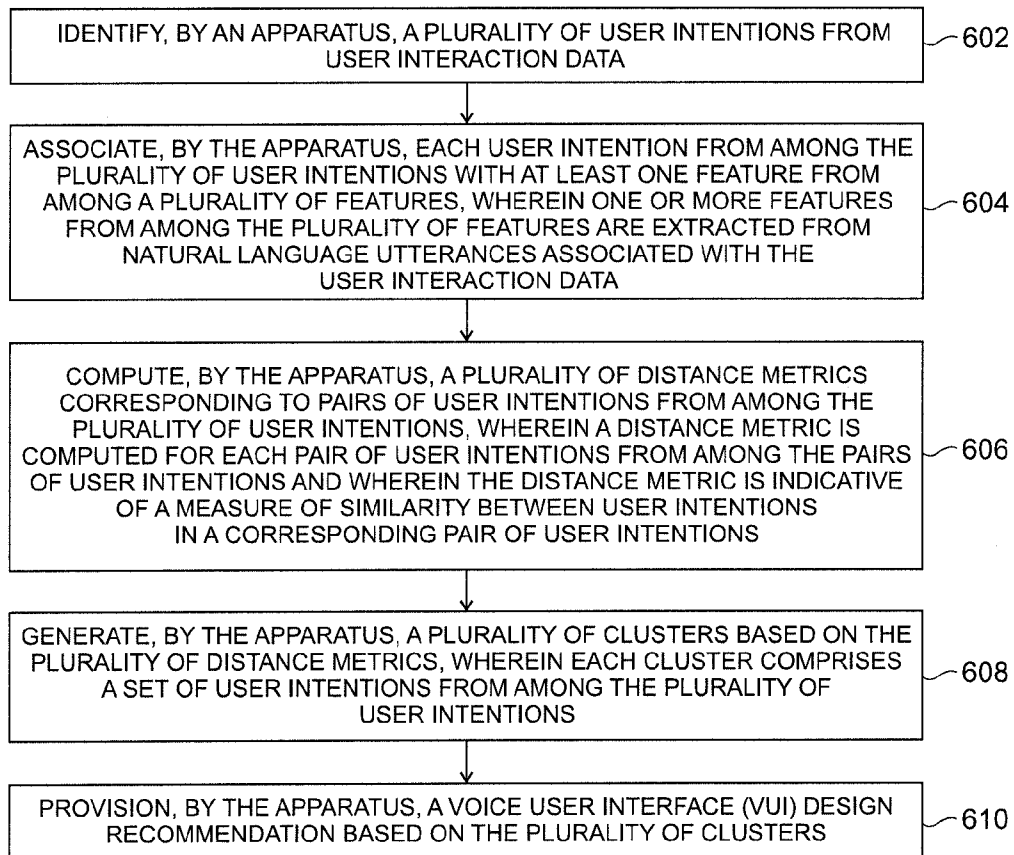 IDENTIFY, BY AN APPARATUS, A PLURALITY OF USER INTENTIONS FROM
USER INTERACTION DATA
602
ASSOCIATE, BY THE APPARATUS, EACH USER INTENTION FROM AMONG THE
PLURALITY OF USER INTENTIONS WITH AT LEAST ONE FEATURE FROM
AMONG A PLURALITY OF FEATURES, WHEREIN ONE OR MORE FEATURES
FROM AMONG THE PLURALITY OF FEATURES ARE EXTRACTED FROM
NATURAL LANGUAGE UTTERANCES ASSOCIATED WITH THE
USER INTERACTION DATA
604
COMPUTE, BY THE APPARATUS, A PLURALITY OF DISTANCE METRICS
CORRESPONDING TO PAIRS OF USER INTENTIONS FROM AMONG THE
PLURALITY OF USER INTENTIONS, WHEREIN A DISTANCE METRIC IS
COMPUTED FOR EACH PAIR OF USER INTENTIONS FROM AMONG THE PAIRS
OF USER INTENTIONS AND WHEREIN THE DISTANCE METRIC IS INDICATIVE
OF A MEASURE OF SIMILARITY BETWEEN USER INTENTIONS
IN A CORRESPONDING PAIR OF USER INTENTIONS
606
GENERATE, BY THE APPARATUS, A PLURALITY OF CLUSTERS BASED ON THE
PLURALITY OF DISTANCE METRICS, WHEREIN EACH CLUSTER COMPRISES
A SET OF USER INTENTIONS FROM AMONG THE PLURALITY OF
USER INTENTIONS
608
PROVISION, BY THE APPARATUS, A VOICE USER INTERFACE (VUI) DESIGN
RECOMMENDATION BASED ON THE PLURALITY OF CLUSTERS
610